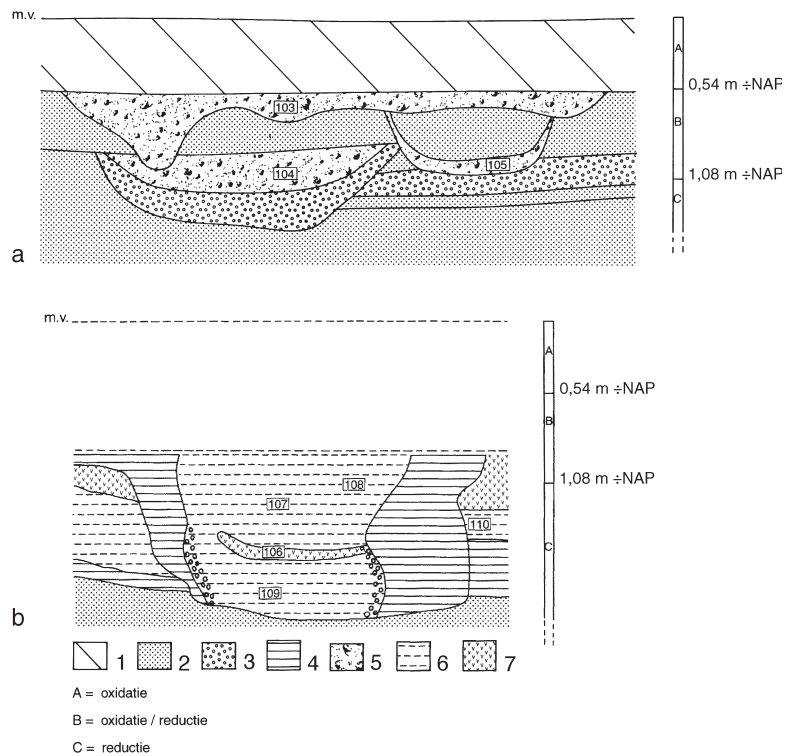 m.v.
A
0,54 m ÷NAP
103
B
105
104
1,08 m ÷NAP
C
a
m.v.
A
0,54 m ÷NAP
B
108
1,08 m ÷NAP
107
110
106
C
109
b
1 2 3 4 5 6 7
A = oxidatie
B = oxidatie / reductie
C = reductie